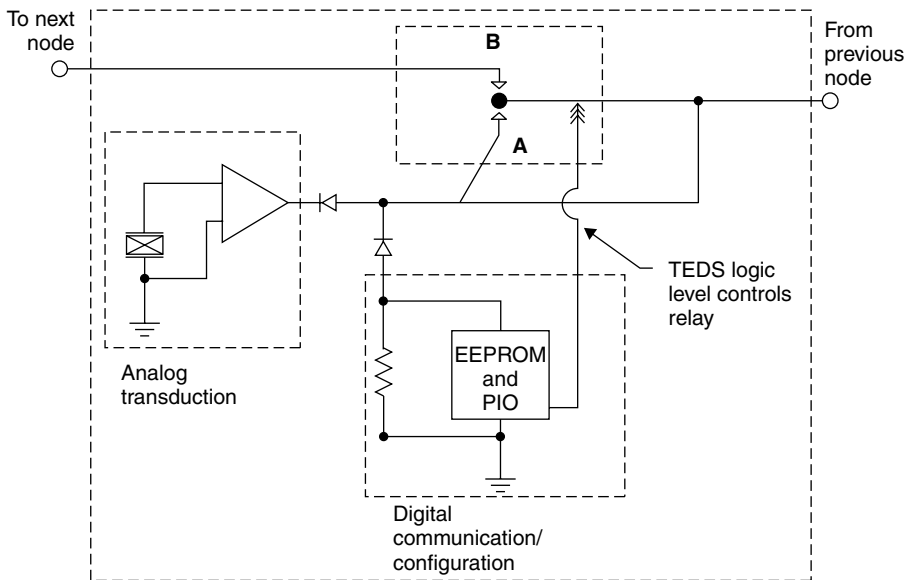 To next
node
B
From
previous
node
A
TEDS logic
level controls
relay
EEPROM
and
PIO
Analog
transduction
Digital
communication/
configuration